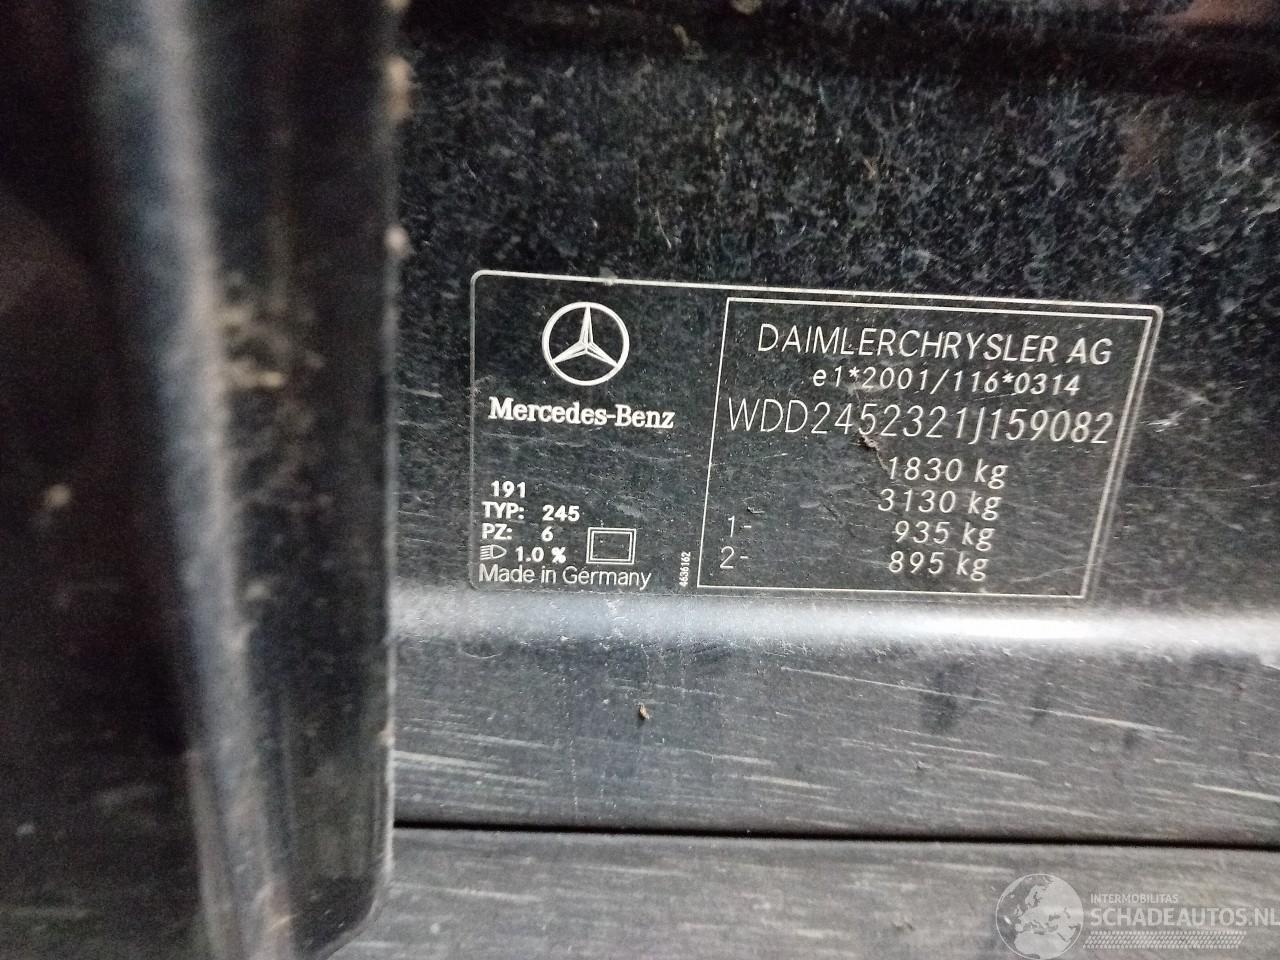 Mercedes-Benz
191
TYP: 245
PZ: 6
1.0 %
Made in Germany
4636162
DAIMLERCHRYSLER AG
e1*2001/116*0314
WDD2452321J159082
1830 kg
3130 kg
1- 935 kg
2- 895 kg
INTERMOBILITAS
SCHADEAUTOS.NL